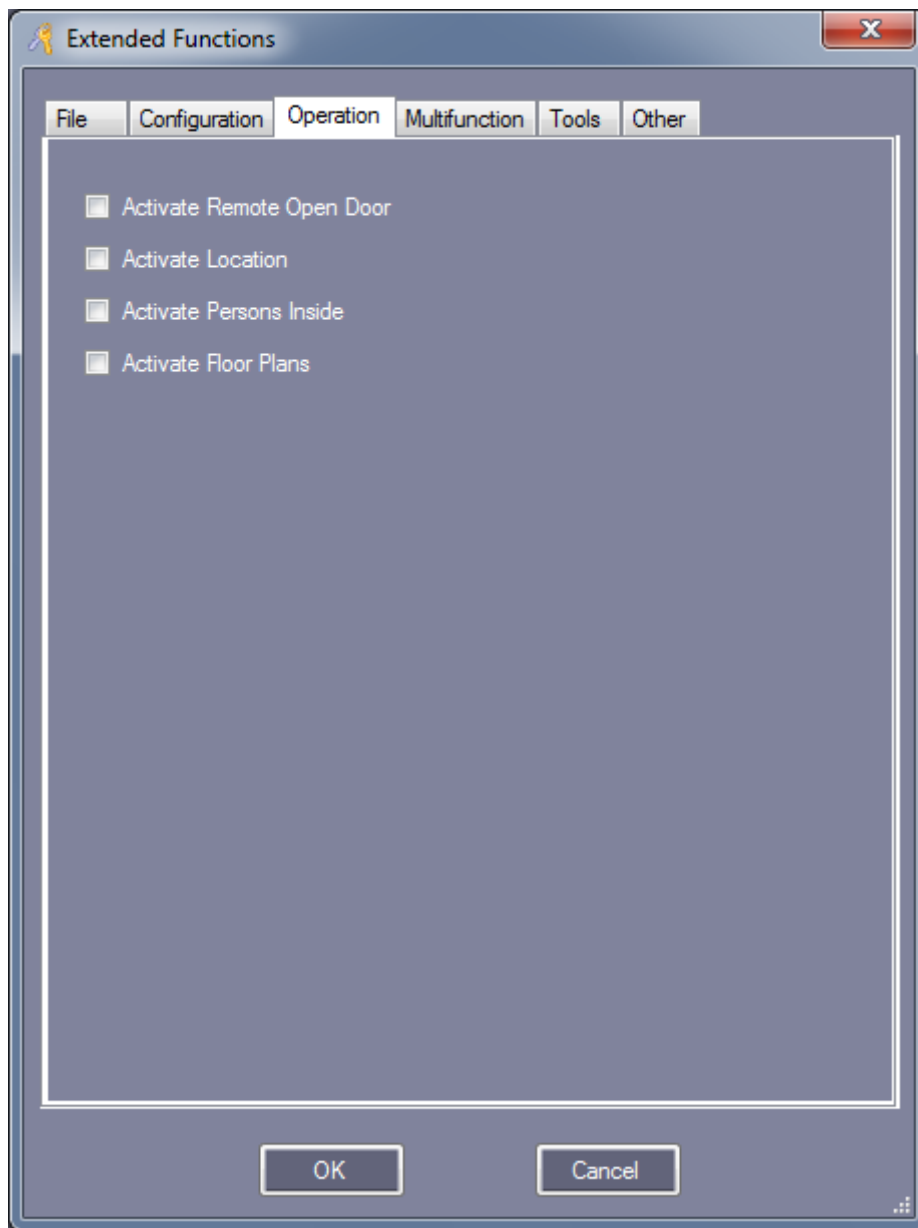 Extended Functions
File Configuration Operation Multifunction Tools Other
Activate Remote Open Door
Activate Location
Activate Persons Inside
Activate Floor Plans
OK Cancel